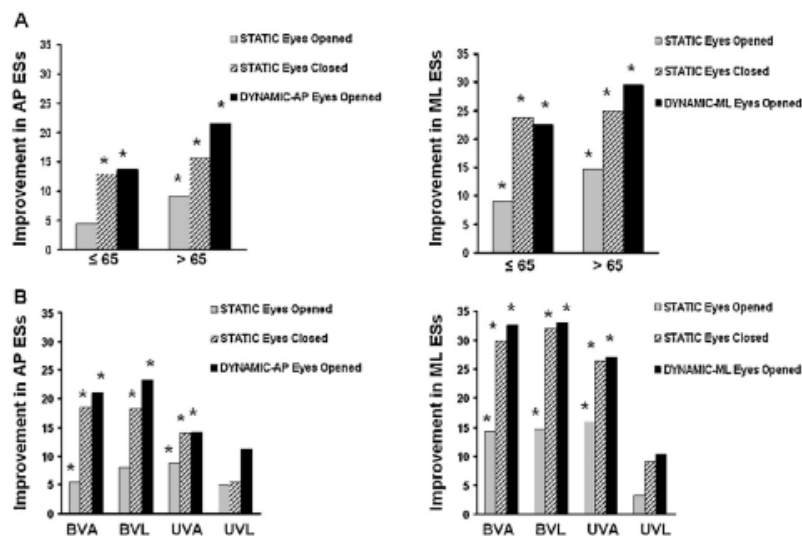 A
Improvement in AP ESs
35
30
25
20
15
10
5
0
STATIC Eyes Opened
STATIC Eyes Closed
DYNAMIC-AP Eyes Opened
* * * * *
≤ 65 > 65
Improvement in ML ESs
35
30
25
20
15
10
5
0
STATIC Eyes Opened
STATIC Eyes Closed
DYNAMIC-ML Eyes Opened
* * * * * *
≤ 65 > 65
B
Improvement in AP ESs
35
30
25
20
15
10
5
0
STATIC Eyes Opened
STATIC Eyes Closed
DYNAMIC-AP Eyes Opened
* * * * * * * *
BVA BVL UVA UVL
Improvement in ML ESs
35
30
25
20
15
10
5
0
STATIC Eyes Opened
STATIC Eyes Closed
DYNAMIC-ML Eyes Opened
* * * * * * * * *
BVA BVL UVA UVL